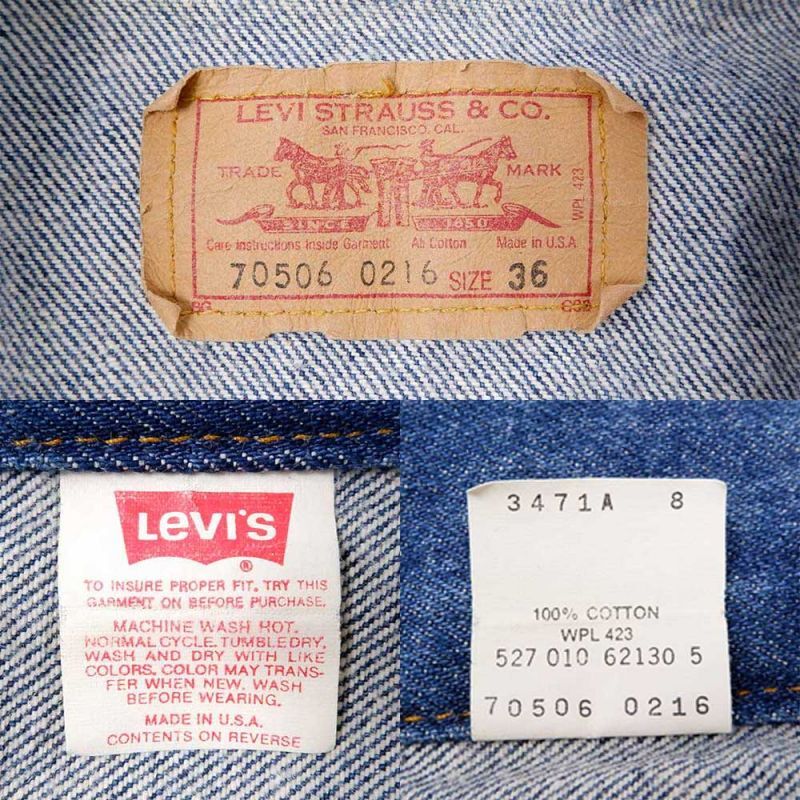 LEVI STRAUSS & CO.
SAN FRANCISCO, CAL.
TRADE MARK
WPL 423
SINCE 1850
Care Instructions Inside Garment All Cotton Made in U.S.A.
70506 0216 SIZE 36
LEVI'S
®
TO INSURE PROPER FIT, TRY THIS
GARMENT ON BEFORE PURCHASE.
MACHINE WASH HOT,
NORMAL CYCLE. TUMBLE DRY,
WASH AND DRY WITH LIKE
COLORS. COLOR MAY TRANS-
FER WHEN NEW. WASH
BEFORE WEARING.
MADE IN U.S.A.
CONTENTS ON REVERSE
3471A 8
100% COTTON
WPL 423
527 010 62130 5
70506 0216